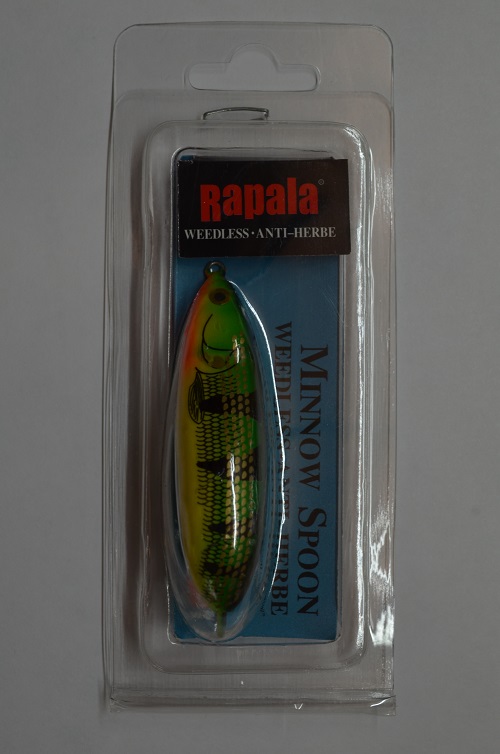 Rapala®
WEEDLESS·ANTI-HERBE
MINNOW SPOON
WEEDLESS ANTI-HERBE